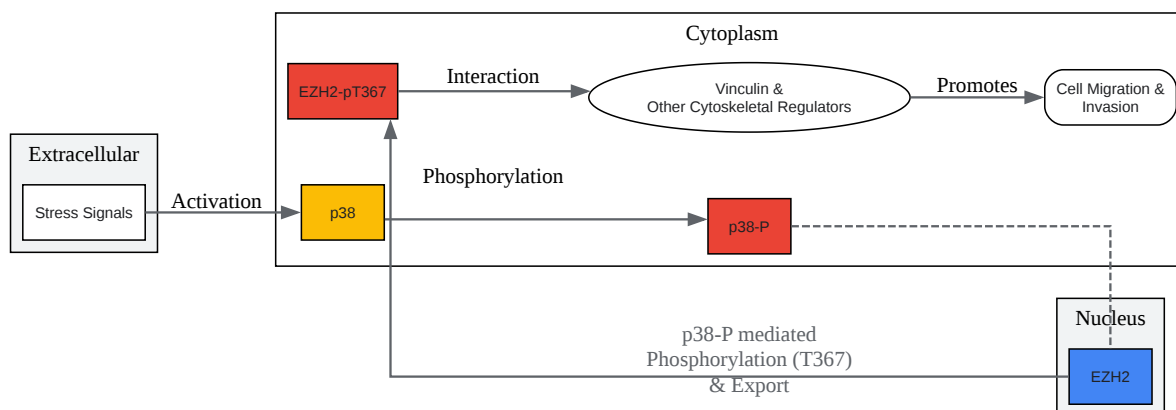 Cytoplasm
EZH2-pT367
Interaction
Vinculin &
Other Cytoskeletal Regulators
Promotes
Cell Migration &
Invasion
Extracellular
Stress Signals
Activation
p38
Phosphorylation
p38-P
p38-P mediated
Phosphorylation (T367)
& Export
Nucleus
EZH2